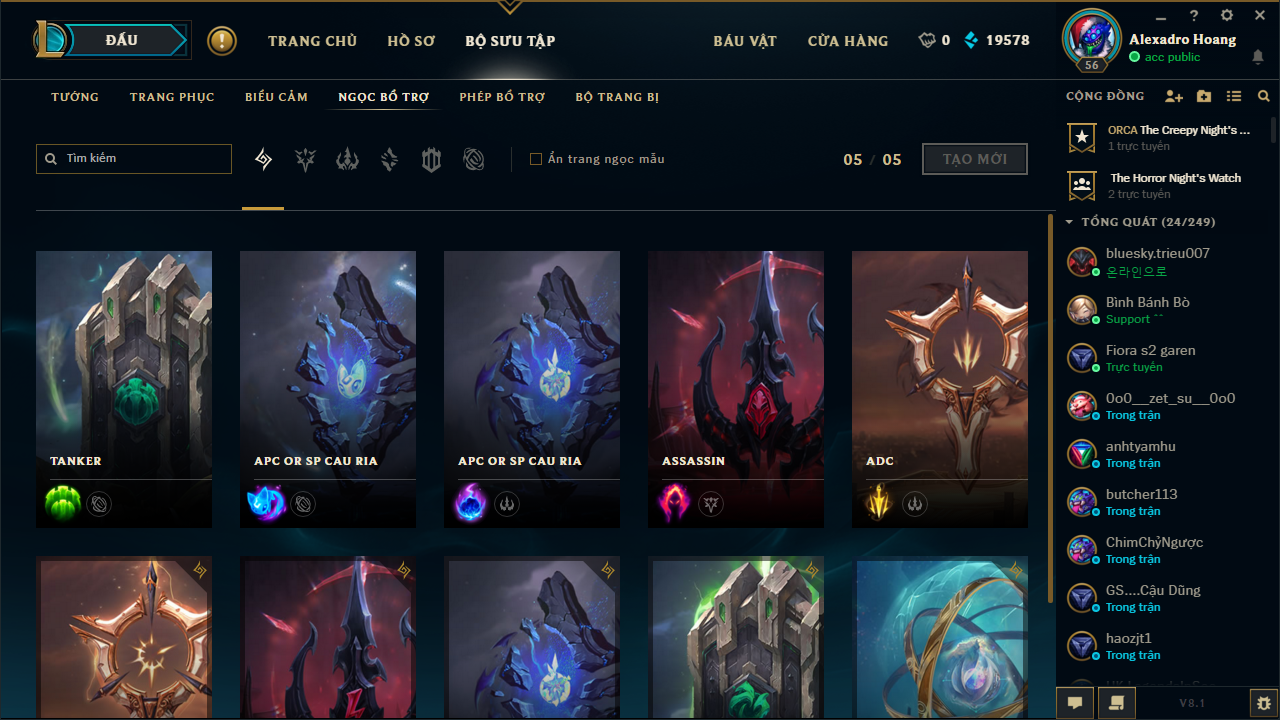 ĐẤU
TRANG CHỦ
HỒ SƠ
BỘ SƯU TẬP
BÁU VẬT
CỬA HÀNG
0
19578
56
Alexadro Hoang
acc public
TƯỚNG
TRANG PHỤC
BIỂU CẢM
NGỌC BỔ TRỢ
PHÉP BỔ TRỢ
BỘ TRANG BỊ
Tìm kiếm
Ẩn trang ngọc mẫu
05 / 05
TẠO MỚI
TANKER
APC OR SP CAU RIA
APC OR SP CAU RIA
ASSASSIN
ADC
CỘNG ĐỒNG
ORCA The Creepy Night's ...
1 trực tuyến
The Horror Night's Watch
2 trực tuyến
TỔNG QUÁT (24/249)
bluesky.trieu007
온라인으로
Bình Bánh Bò
Support ^^
Fiora s2 garen
Trực tuyến
0o0__zet_su__0o0
Trong trận
anhtyamhu
Trong trận
butcher113
Trong trận
ChimChỷNgược
Trong trận
GS....Cậu Dũng
Trong trận
haozjt1
Trong trận
V8.1